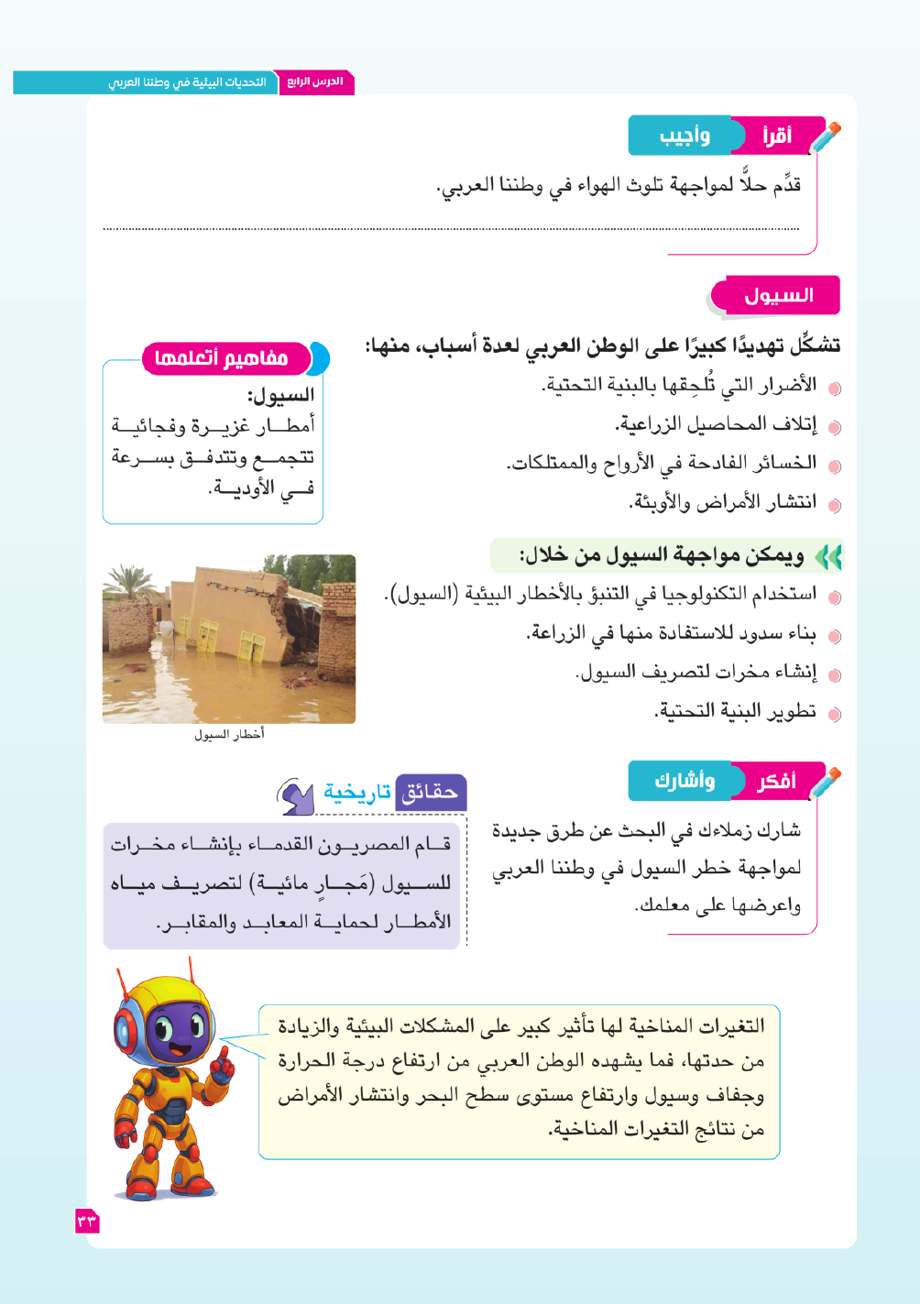 الدرس الرابع التحديات البيئية في وطننا العربي
أقرأ وأجيب
قدِّم حلًّا لمواجهة تلوث الهواء في وطننا العربي.
السيول
تشكِّل تهديدًا كبيرًا على الوطن العربي لعدة أسباب، منها:
الأضرار التي تُلحِقها بالبنية التحتية.
إتلاف المحاصيل الزراعية.
الخسائر الفادحة في الأرواح والممتلكات.
انتشار الأمراض والأوبئة.
مفاهيم أتعلمها
السيول:
أمطار غزيرة وفجائية
تتجمع وتتدفق بسرعة
في الأودية.
ويمكن مواجهة السيول من خلال:
استخدام التكنولوجيا في التنبؤ بالأخطار البيئية (السيول).
بناء سدود للاستفادة منها في الزراعة.
إنشاء مخرات لتصريف السيول.
تطوير البنية التحتية.
أخطار السيول
أفكر وأشارك
شارك زملاءك في البحث عن طرق جديدة
لمواجهة خطر السيول في وطننا العربي
واعرضها على معلمك.
حقائق تاريخية
قام المصريون القدماء بإنشاء مخرات
للسيول (مَجارٍ مائية) لتصريف مياه
الأمطار لحماية المعابد والمقابر.
التغيرات المناخية لها تأثير كبير على المشكلات البيئية والزيادة
من حدتها، فما يشهده الوطن العربي من ارتفاع درجة الحرارة
وجفاف وسيول وارتفاع مستوى سطح البحر وانتشار الأمراض
من نتائج التغيرات المناخية.
٣٣